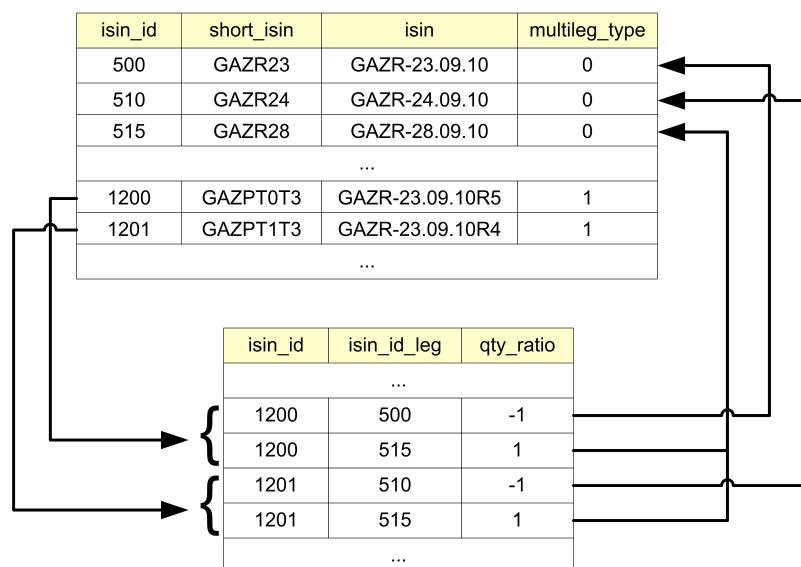 isin_id short_isin isin multileg_type
500 GAZR23 GAZR-23.09.10 0
510 GAZR24 GAZR-24.09.10 0
515 GAZR28 GAZR-28.09.10 0
...
1200 GAZPT0T3 GAZR-23.09.10R5 1
1201 GAZPT1T3 GAZR-23.09.10R4 1
...
isin_id isin_id_leg qty_ratio
...
{ 1200 500 -1
1200 515 1
{ 1201 510 -1
1201 515 1
...